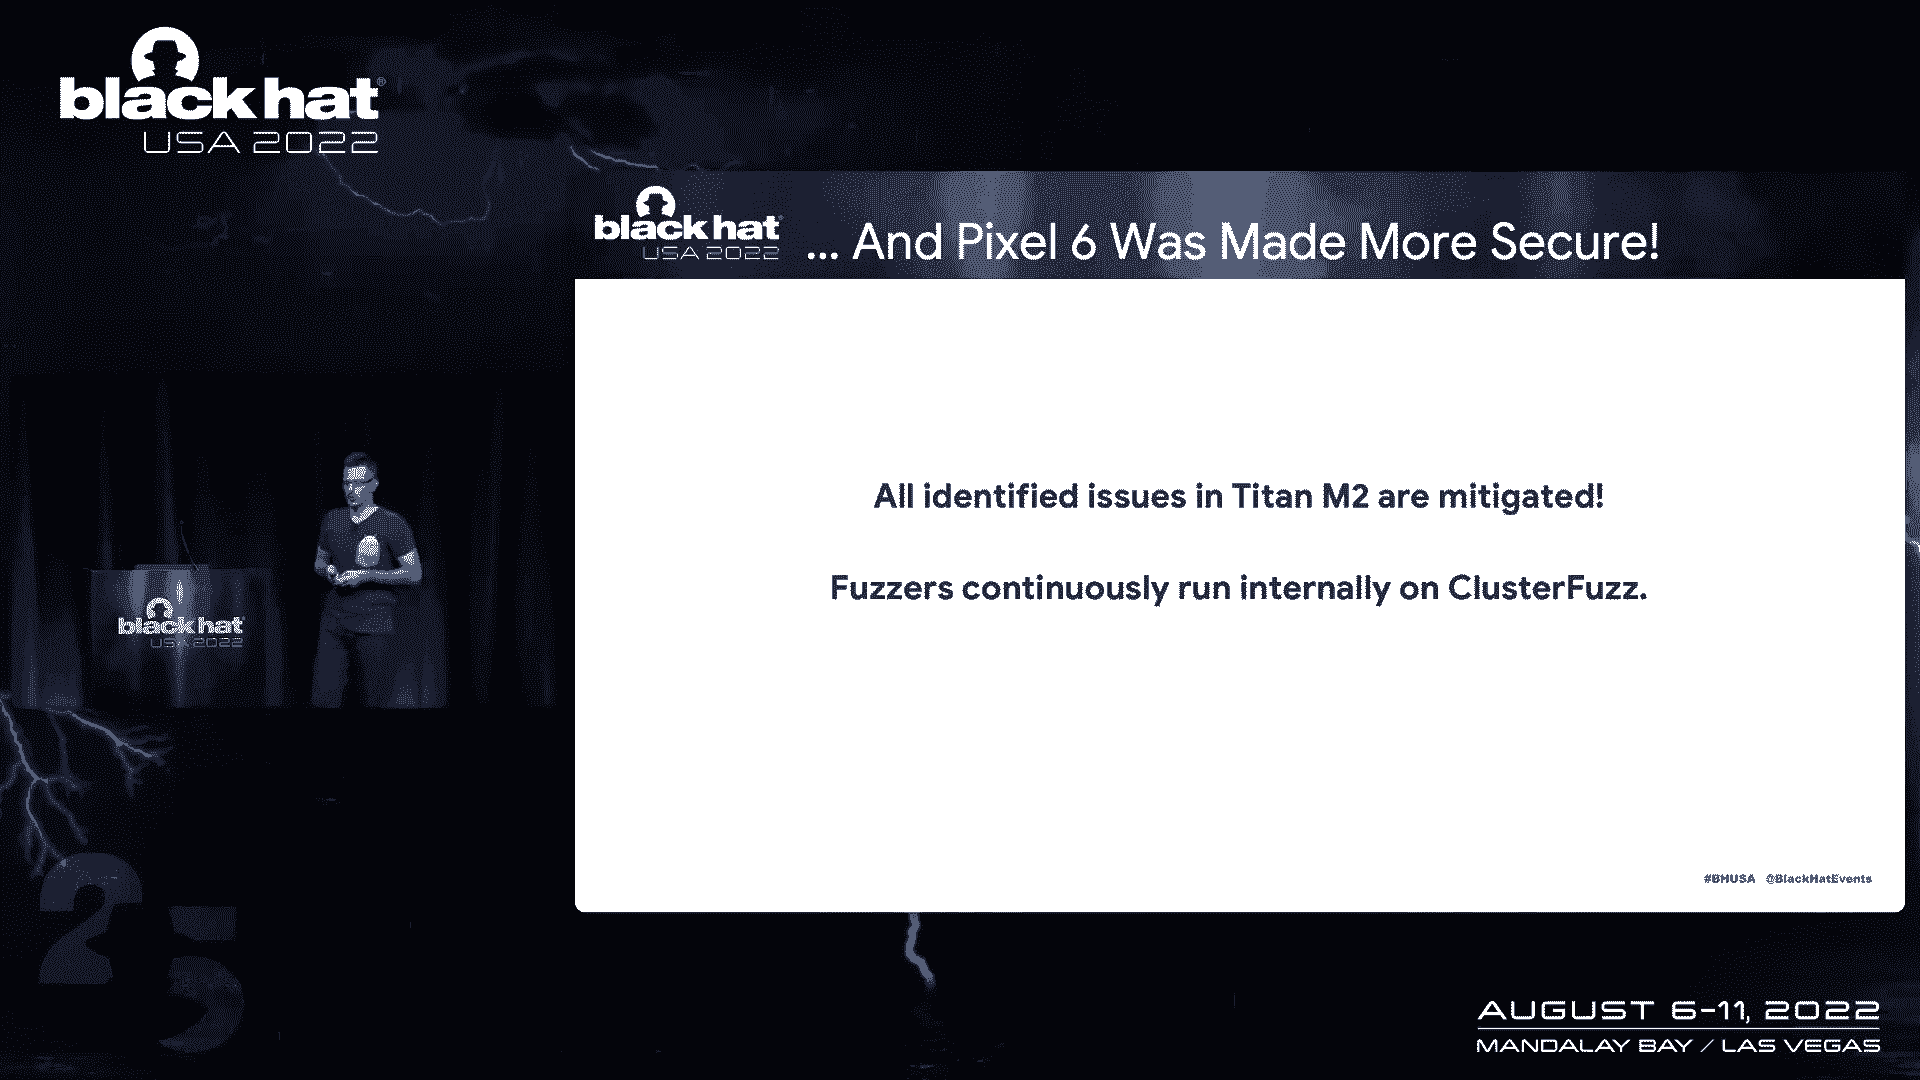 black hat®
USA 2022
black hat
USA 2022
... And Pixel 6 Was Made More Secure!
All identified issues in Titan M2 are mitigated!
Fuzzers continuously run internally on ClusterFuzz.
black hat
USA 2022
#BHUSA @BlackHatEvents
25
AUGUST 6-11, 2022
MANDALAY BAY / LAS VEGAS